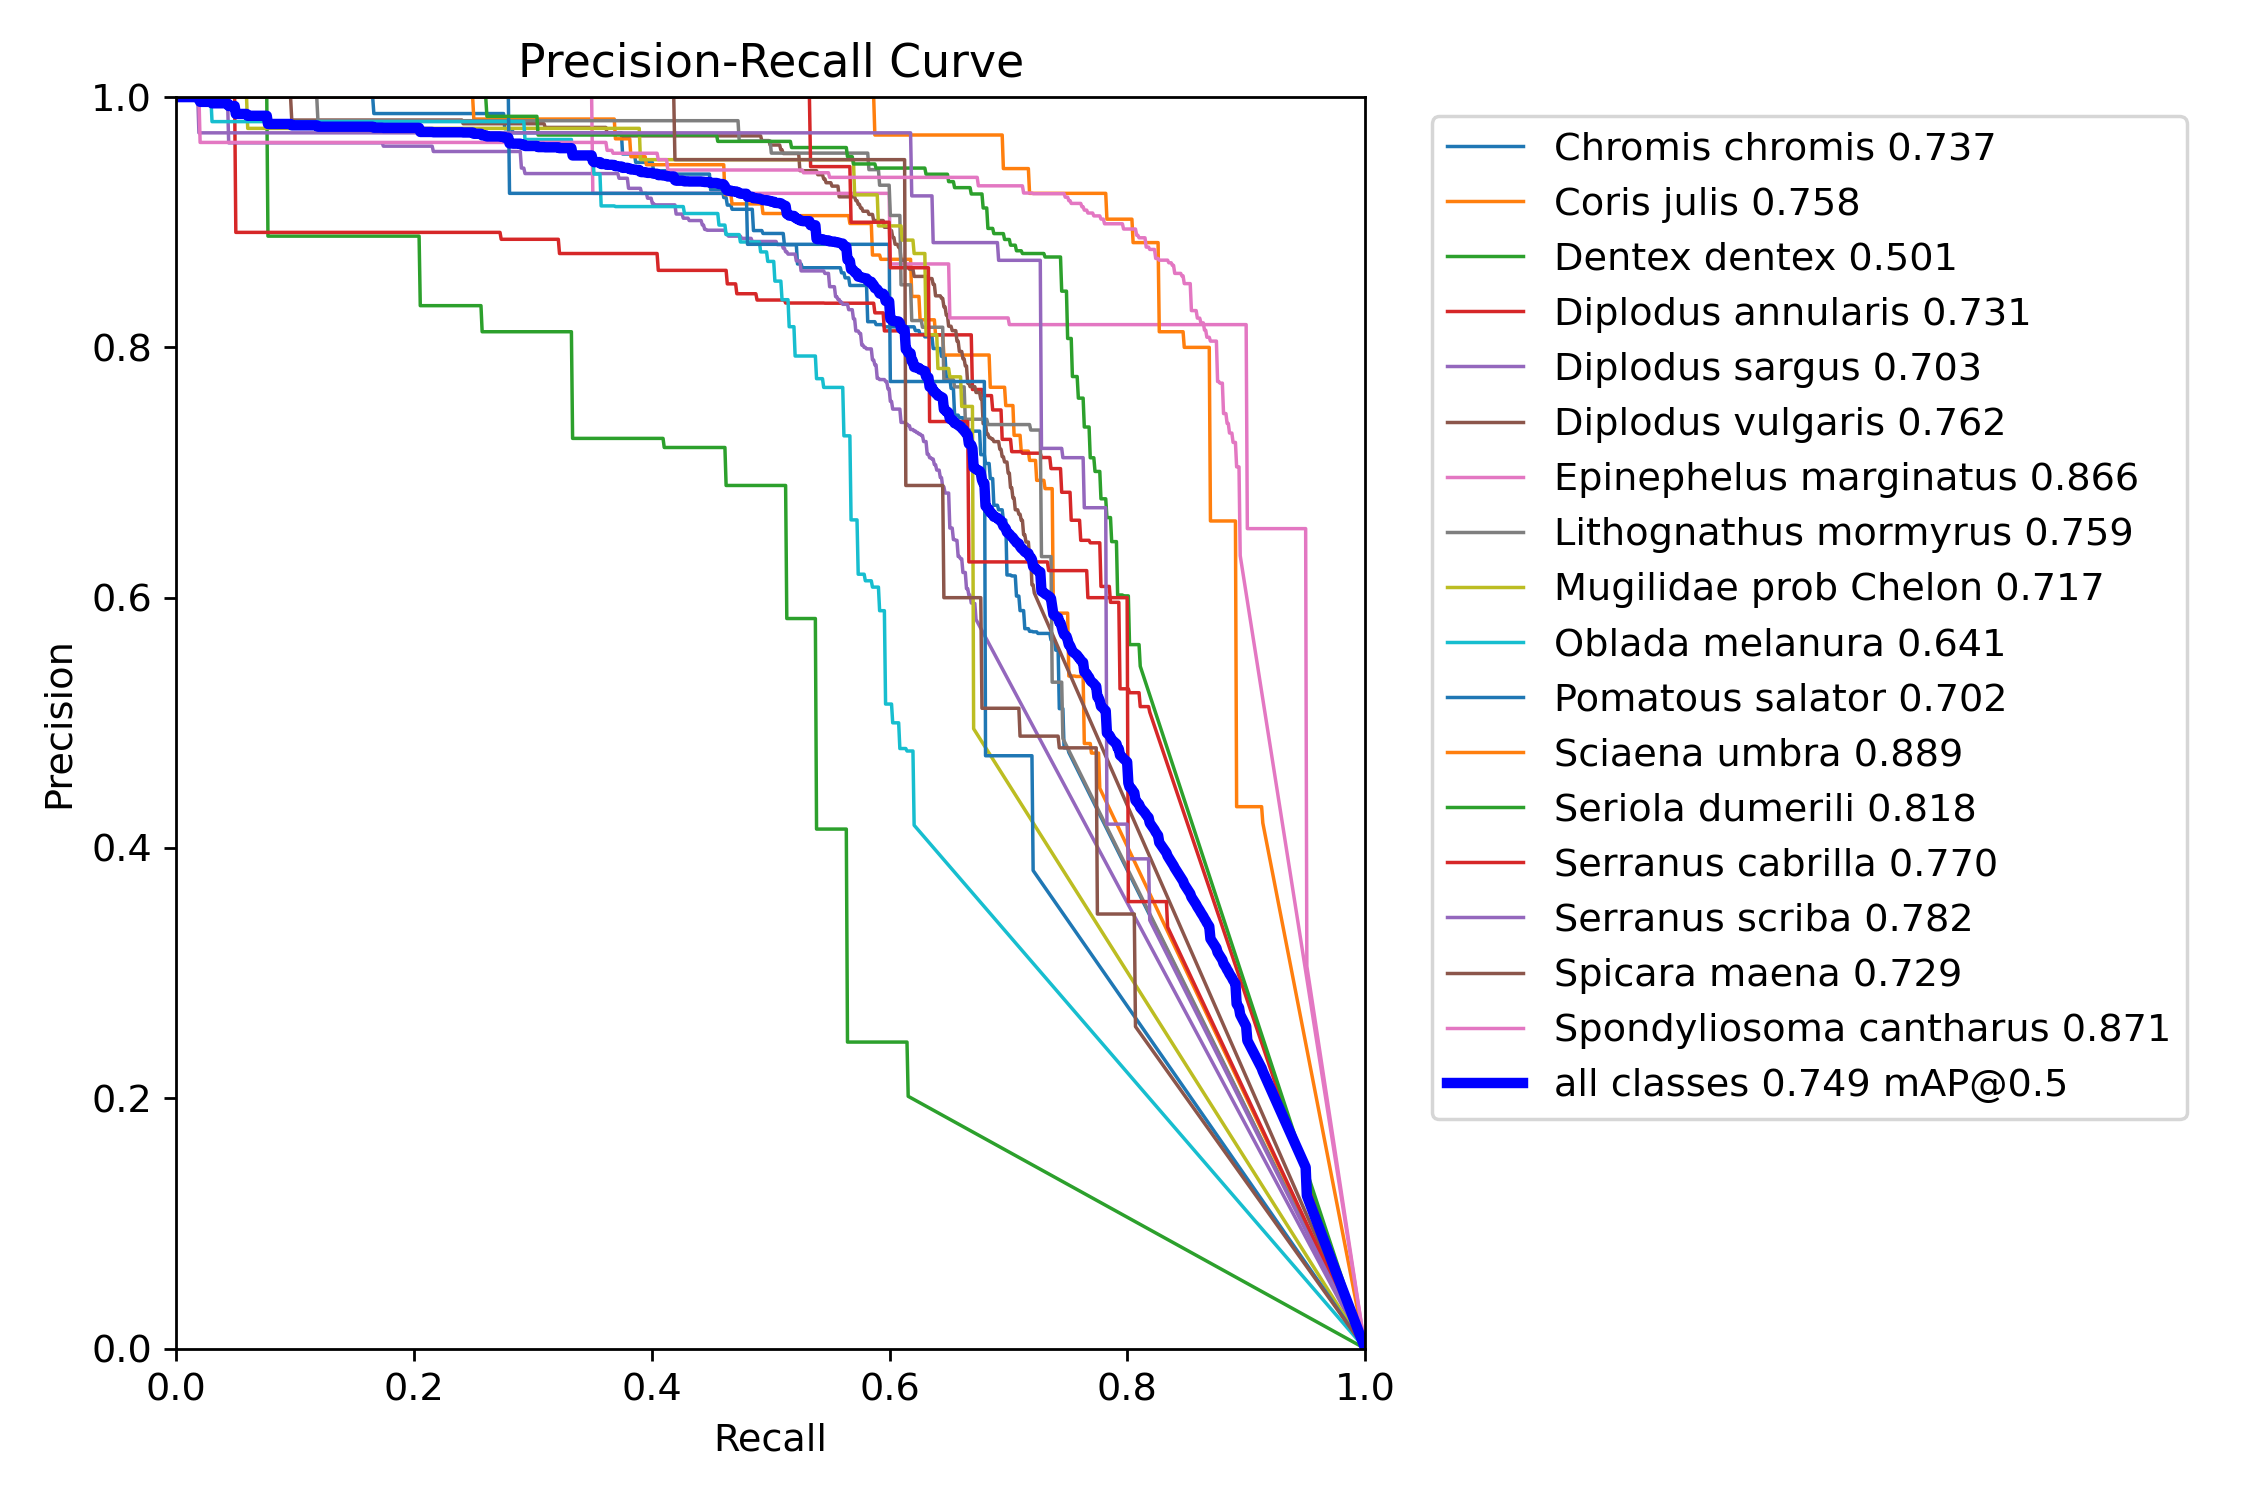 Precision-Recall Curve
1.0
0.8
0.6
0.4
0.2
0.0
Precision
0.0 0.2 0.4 0.6 0.8 1.0
Recall
Chromis chromis 0.737
Coris julis 0.758
Dentex dentex 0.501
Diplodus annularis 0.731
Diplodus sargus 0.703
Diplodus vulgaris 0.762
Epinephelus marginatus 0.866
Lithognathus mormyrus 0.759
Mugilidae prob Chelon 0.717
Oblada melanura 0.641
Pomatous salator 0.702
Sciaena umbra 0.889
Seriola dumerili 0.818
Serranus cabrilla 0.770
Serranus scriba 0.782
Spicara maena 0.729
Spondyliosoma cantharus 0.871
all classes 0.749 mAP@0.5